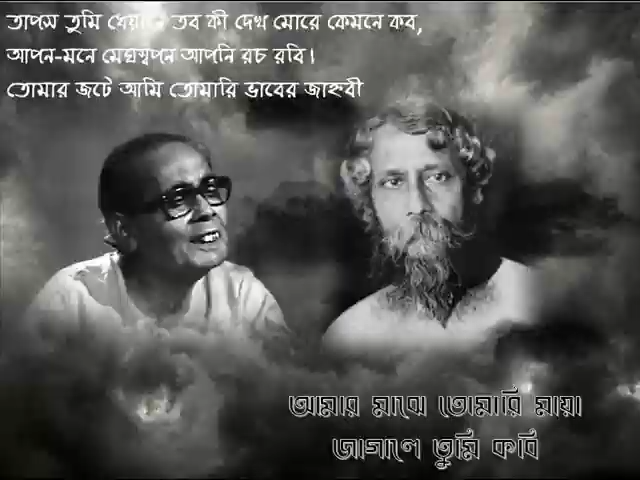 তাপস তুমি ধেয়ানে তব কী দেখ মোরে কেমনে কব,
আপন-মনে মেঘস্বপন আপনি রচ রবি।
তোমার জটে আমি তোমারি ভাবের জাহ্নবী
আমার মাঝে তোমারি মায়া
জাগালে তুমি কবি